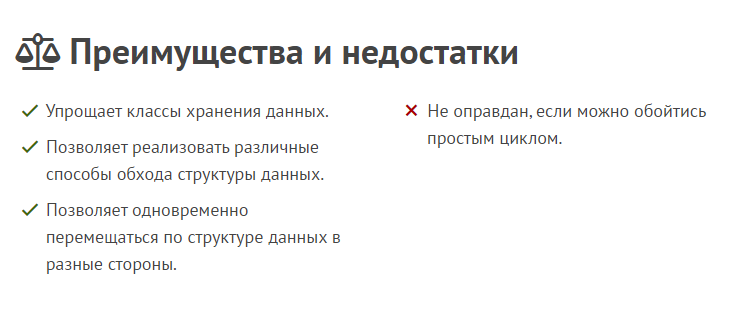 Преимущества и недостатки
Упрощает классы хранения данных.
Позволяет реализовать различные
способы обхода структуры данных.
Позволяет одновременно
перемещаться по структуре данных в
разные стороны.
Не оправдан, если можно обойтись
простым циклом.